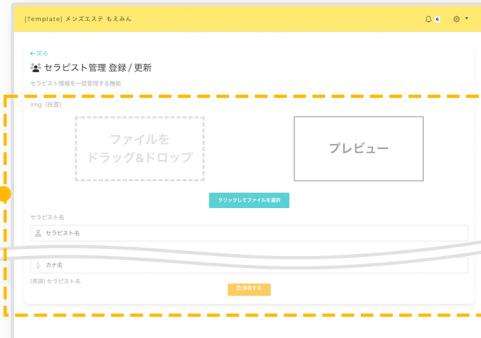 [Template] メンズエステ もえみん
6
←戻る
セラピスト管理 登録 / 更新
セラピスト情報を一括管理する機能
img: (任意)
ファイルを
ドラッグ&ドロップ
プレビュー
クリックしてファイルを選択
セラピスト名
セラピスト名
カナ名
(英語) セラピスト名
保存する